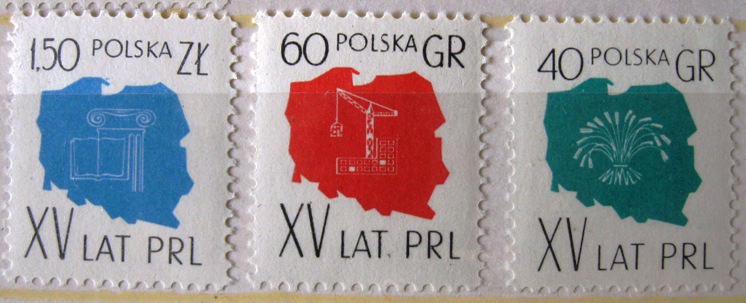 1,50 POLSKA ZŁ
XV LAT PRL
60 POLSKA GR
XV LAT PRL
40 POLSKA GR
XV LAT PRL